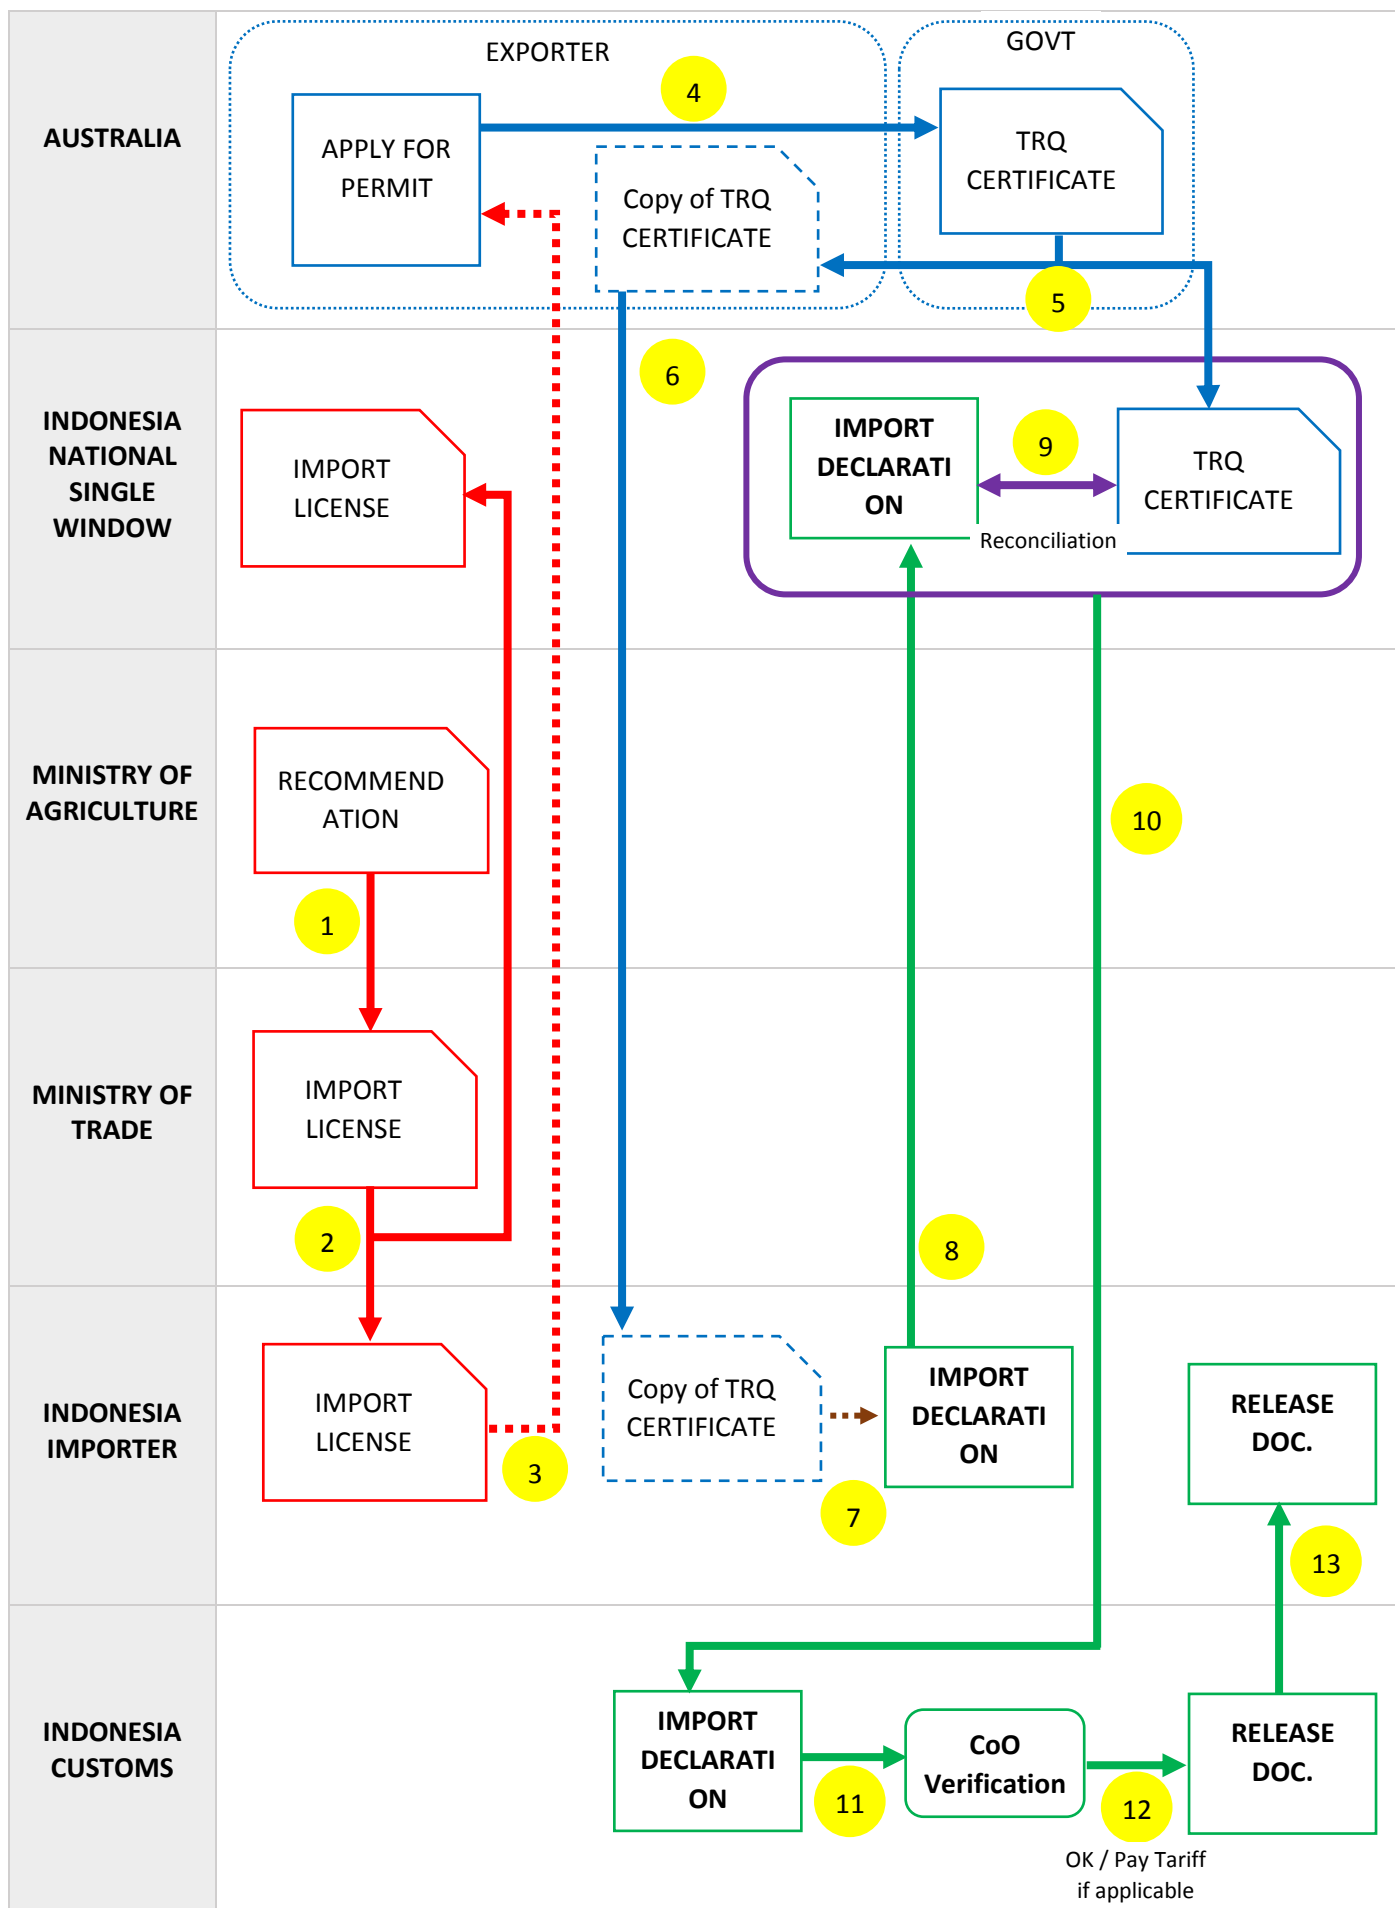 AUSTRALIA
EXPORTER
GOVT
4
APPLY FOR
PERMIT
Copy of TRQ
CERTIFICATE
TRQ
CERTIFICATE
5
INDONESIA
NATIONAL
SINGLE
WINDOW
6
IMPORT
LICENSE
IMPORT
DECLARATI
ON
9
Reconciliation
TRQ
CERTIFICATE
MINISTRY OF
AGRICULTURE
RECOMMEND
ATION
1
10
MINISTRY OF
TRADE
IMPORT
LICENSE
2
8
INDONESIA
IMPORTER
IMPORT
LICENSE
3
Copy of TRQ
CERTIFICATE
7
IMPORT
DECLARATI
ON
RELEASE
DOC.
13
INDONESIA
CUSTOMS
IMPORT
DECLARATI
ON
11
CoO
Verification
12
OK / Pay Tariff
if applicable
RELEASE
DOC.